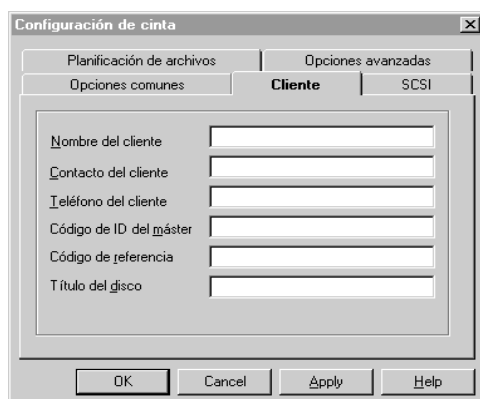 Configuración de cinta
Planificación de archivos
Opciones avanzadas
Opciones comunes
Cliente
SCSI
Nombre del cliente
Contacto del cliente
Teléfono del cliente
Código de ID del máster
Código de referencia
Título del disco
OK
Cancel
Apply
Help